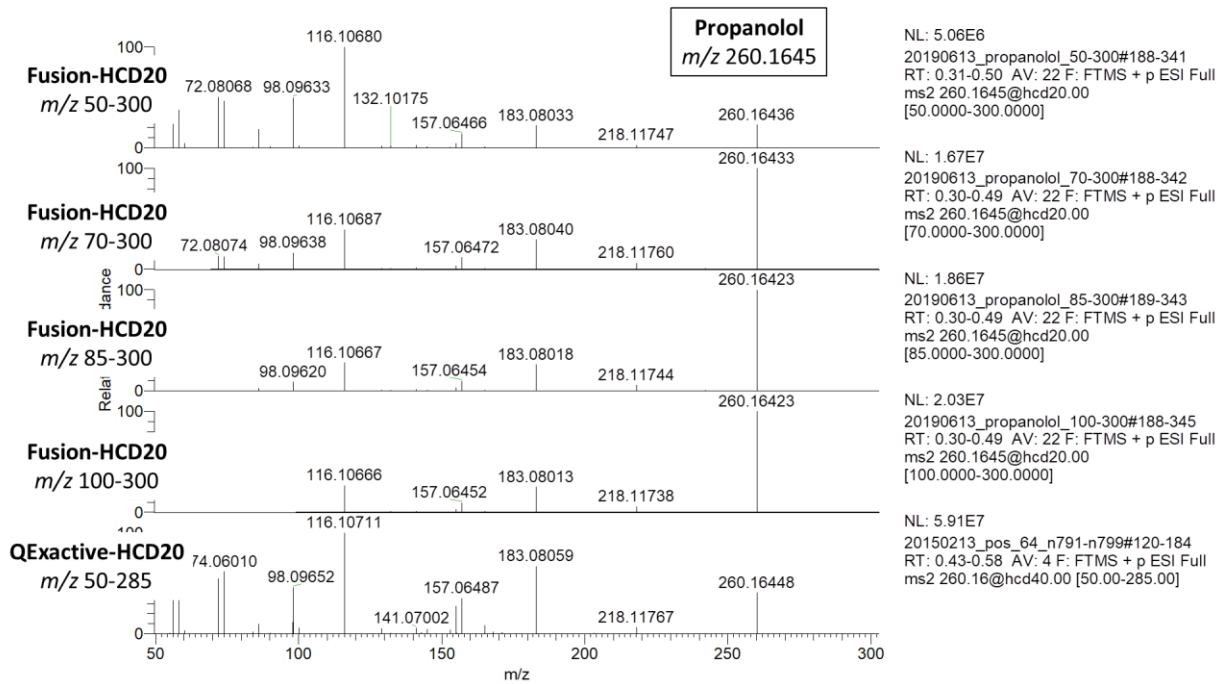 Propanolol
m/z 260.1645
Fusion-HCD20
m/z 50-300
100
0
72.08068
98.09633
116.10680
132.10175
157.06466
183.08033
218.11747
260.16436
NL: 5.06E6
20190613_propanolol_50-300#188-341
RT: 0.31-0.50 AV: 22 F: FTMS + p ESI Full
ms2 260.1645@hcd20.00
[50.0000-300.0000]
Fusion-HCD20
m/z 70-300
100
0
72.08074
98.09638
116.10687
157.06472
183.08040
218.11760
260.16433
NL: 1.67E7
20190613_propanolol_70-300#188-342
RT: 0.30-0.49 AV: 22 F: FTMS + p ESI Full
ms2 260.1645@hcd20.00
[70.0000-300.0000]
Fusion-HCD20
m/z 85-300
100
0
98.09620
116.10667
157.06454
183.08018
218.11744
260.16423
NL: 1.86E7
20190613_propanolol_85-300#189-343
RT: 0.30-0.49 AV: 22 F: FTMS + p ESI Full
ms2 260.1645@hcd20.00
[85.0000-300.0000]
Fusion-HCD20
m/z 100-300
100
0
116.10666
157.06452
183.08013
218.11738
260.16423
NL: 2.03E7
20190613_propanolol_100-300#188-345
RT: 0.30-0.49 AV: 22 F: FTMS + p ESI Full
ms2 260.1645@hcd20.00
[100.0000-300.0000]
QExactive-HCD20
m/z 50-285
100
0
74.06010
98.09652
116.10711
141.07002
157.06487
183.08059
218.11767
260.16448
NL: 5.91E7
20150213_pos_64_n791-n799#120-184
RT: 0.43-0.58 AV: 4 F: FTMS + p ESI Full
ms2 260.16@hcd40.00 [50.00-285.00]
50 100 150 200 250 300
m/z